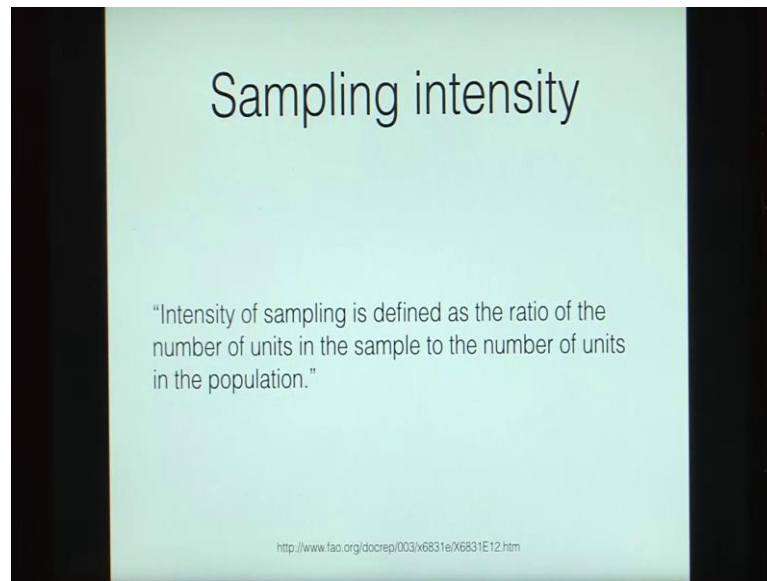 Sampling intensity
“Intensity of sampling is defined as the ratio of the
number of units in the sample to the number of units
in the population.”
http://www.fao.org/docrep/003/x6831e/X6831E12.htm